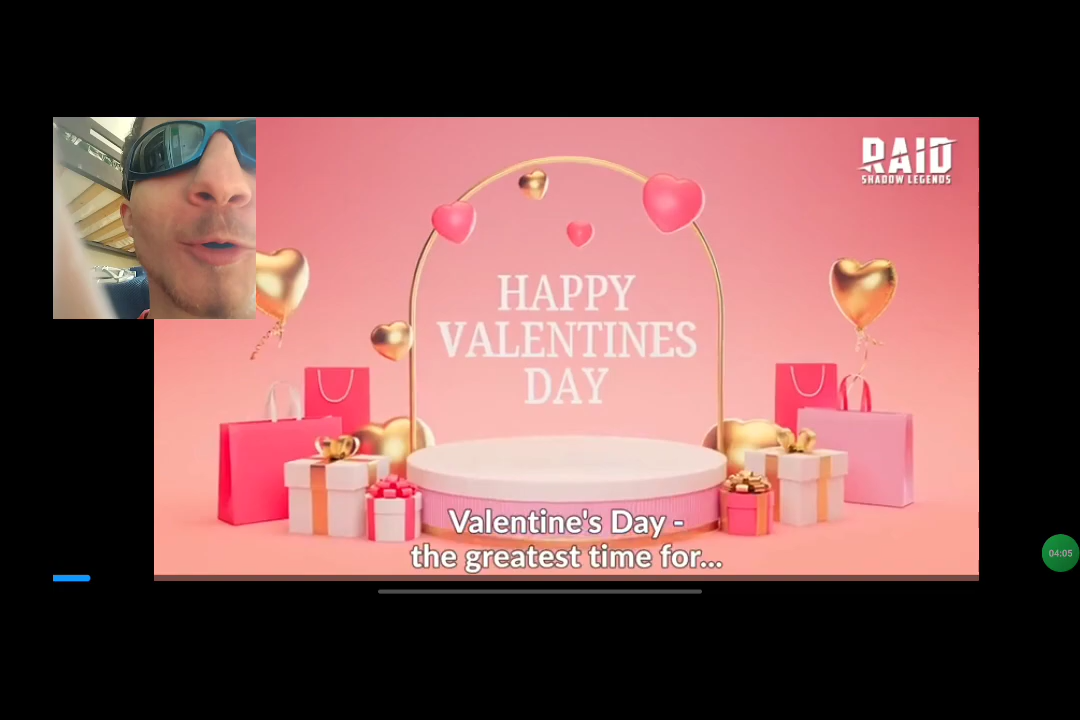 RAID
SHADOW LEGENDS
HAPPY
VALENTINES
DAY
Valentine's Day -
the greatest time for...
04:05